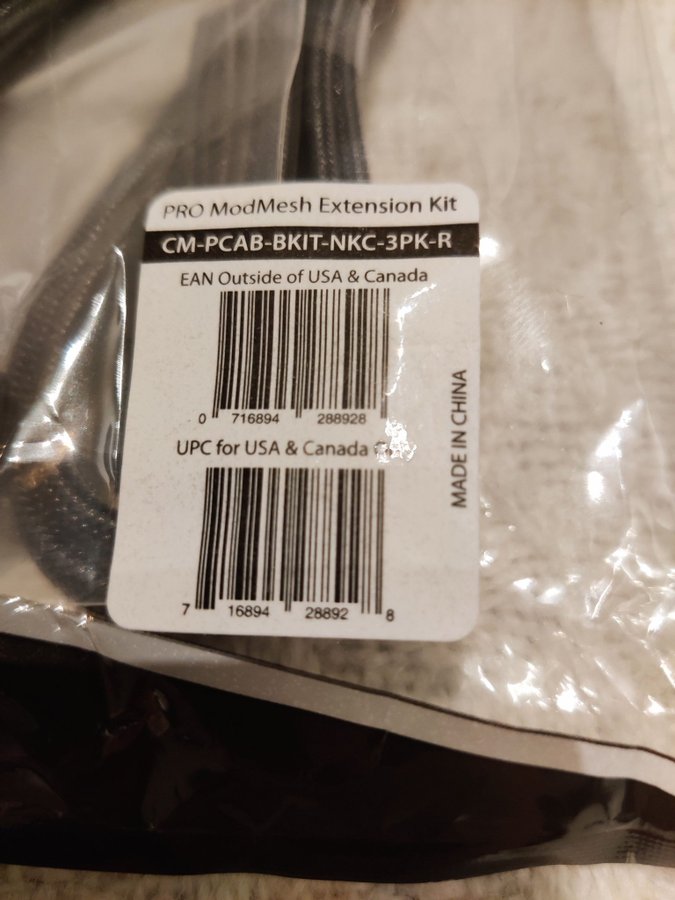 PRO ModMesh Extension Kit
CM-PCAB-BKIT-NKC-3PK-R
EAN Outside of USA & Canada
0 716894 288928
UPC for USA & Canada
7 16894 28892 8
MADE IN CHINA